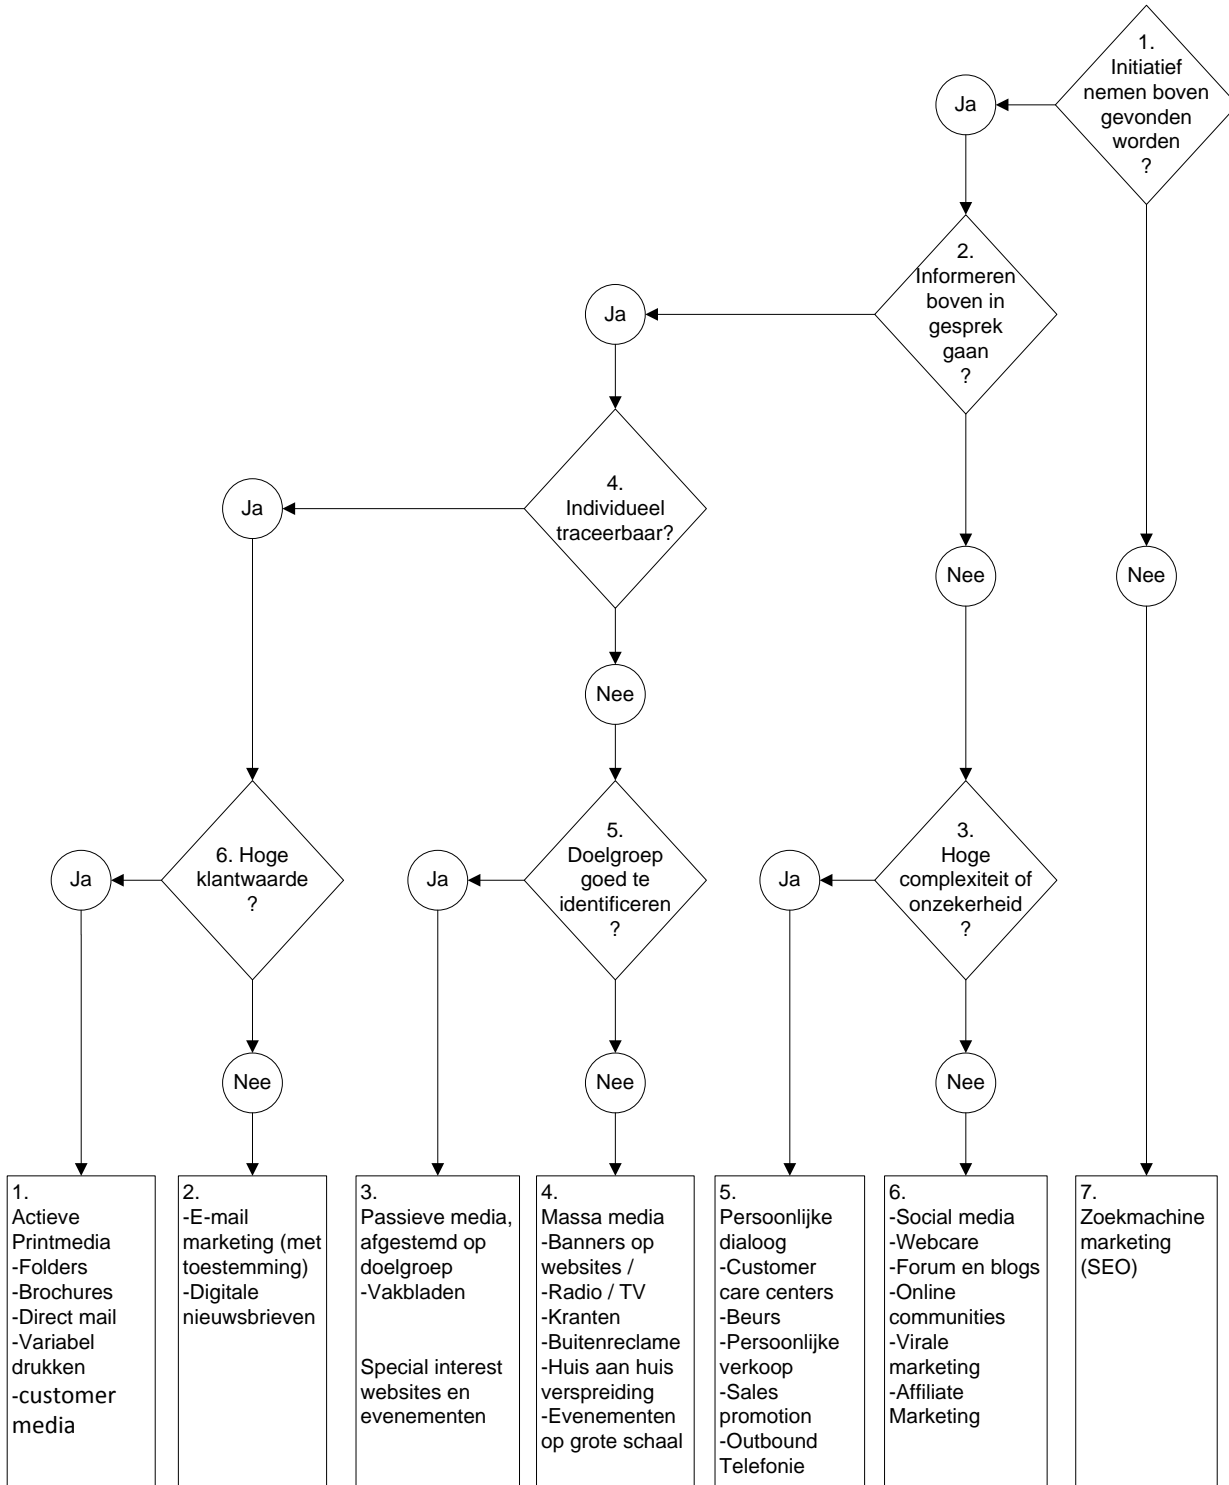 1.
Initiatief
nemen boven
gevonden
worden
?
Ja
2.
Informeren
boven in
gesprek
gaan
?
Ja
4.
Individueel
traceerbaar?
Ja
Nee
Nee
Nee
6. Hoge
klantwaarde
?
Ja
5.
Doelgroep
goed te
identificeren
?
Ja
3.
Hoge
complexiteit of
onzekerheid
?
Ja
Nee
Nee
Nee
1.
Actieve
Printmedia
-Folders
-Brochures
-Direct mail
-Variabel
drukken
-customer
media
2.
-E-mail
marketing (met
toestemming)
-Digitale
nieuwsbrieven
3.
Passieve media,
afgestemd op
doelgroep
-Vakbladen
Special interest
websites en
evenementen
4.
Massa media
-Banners op
websites /
-Radio / TV
-Kranten
-Buitenreclame
-Huis aan huis
verspreiding
-Evenementen
op grote schaal
5.
Persoonlijke
dialoog
-Customer
care centers
-Beurs
-Persoonlijke
verkoop
-Sales
promotion
-Outbound
Telefonie
6.
-Social media
-Webcare
-Forum en blogs
-Online
communities
-Virale
marketing
-Affiliate
Marketing
7.
Zoekmachine
marketing
(SEO)